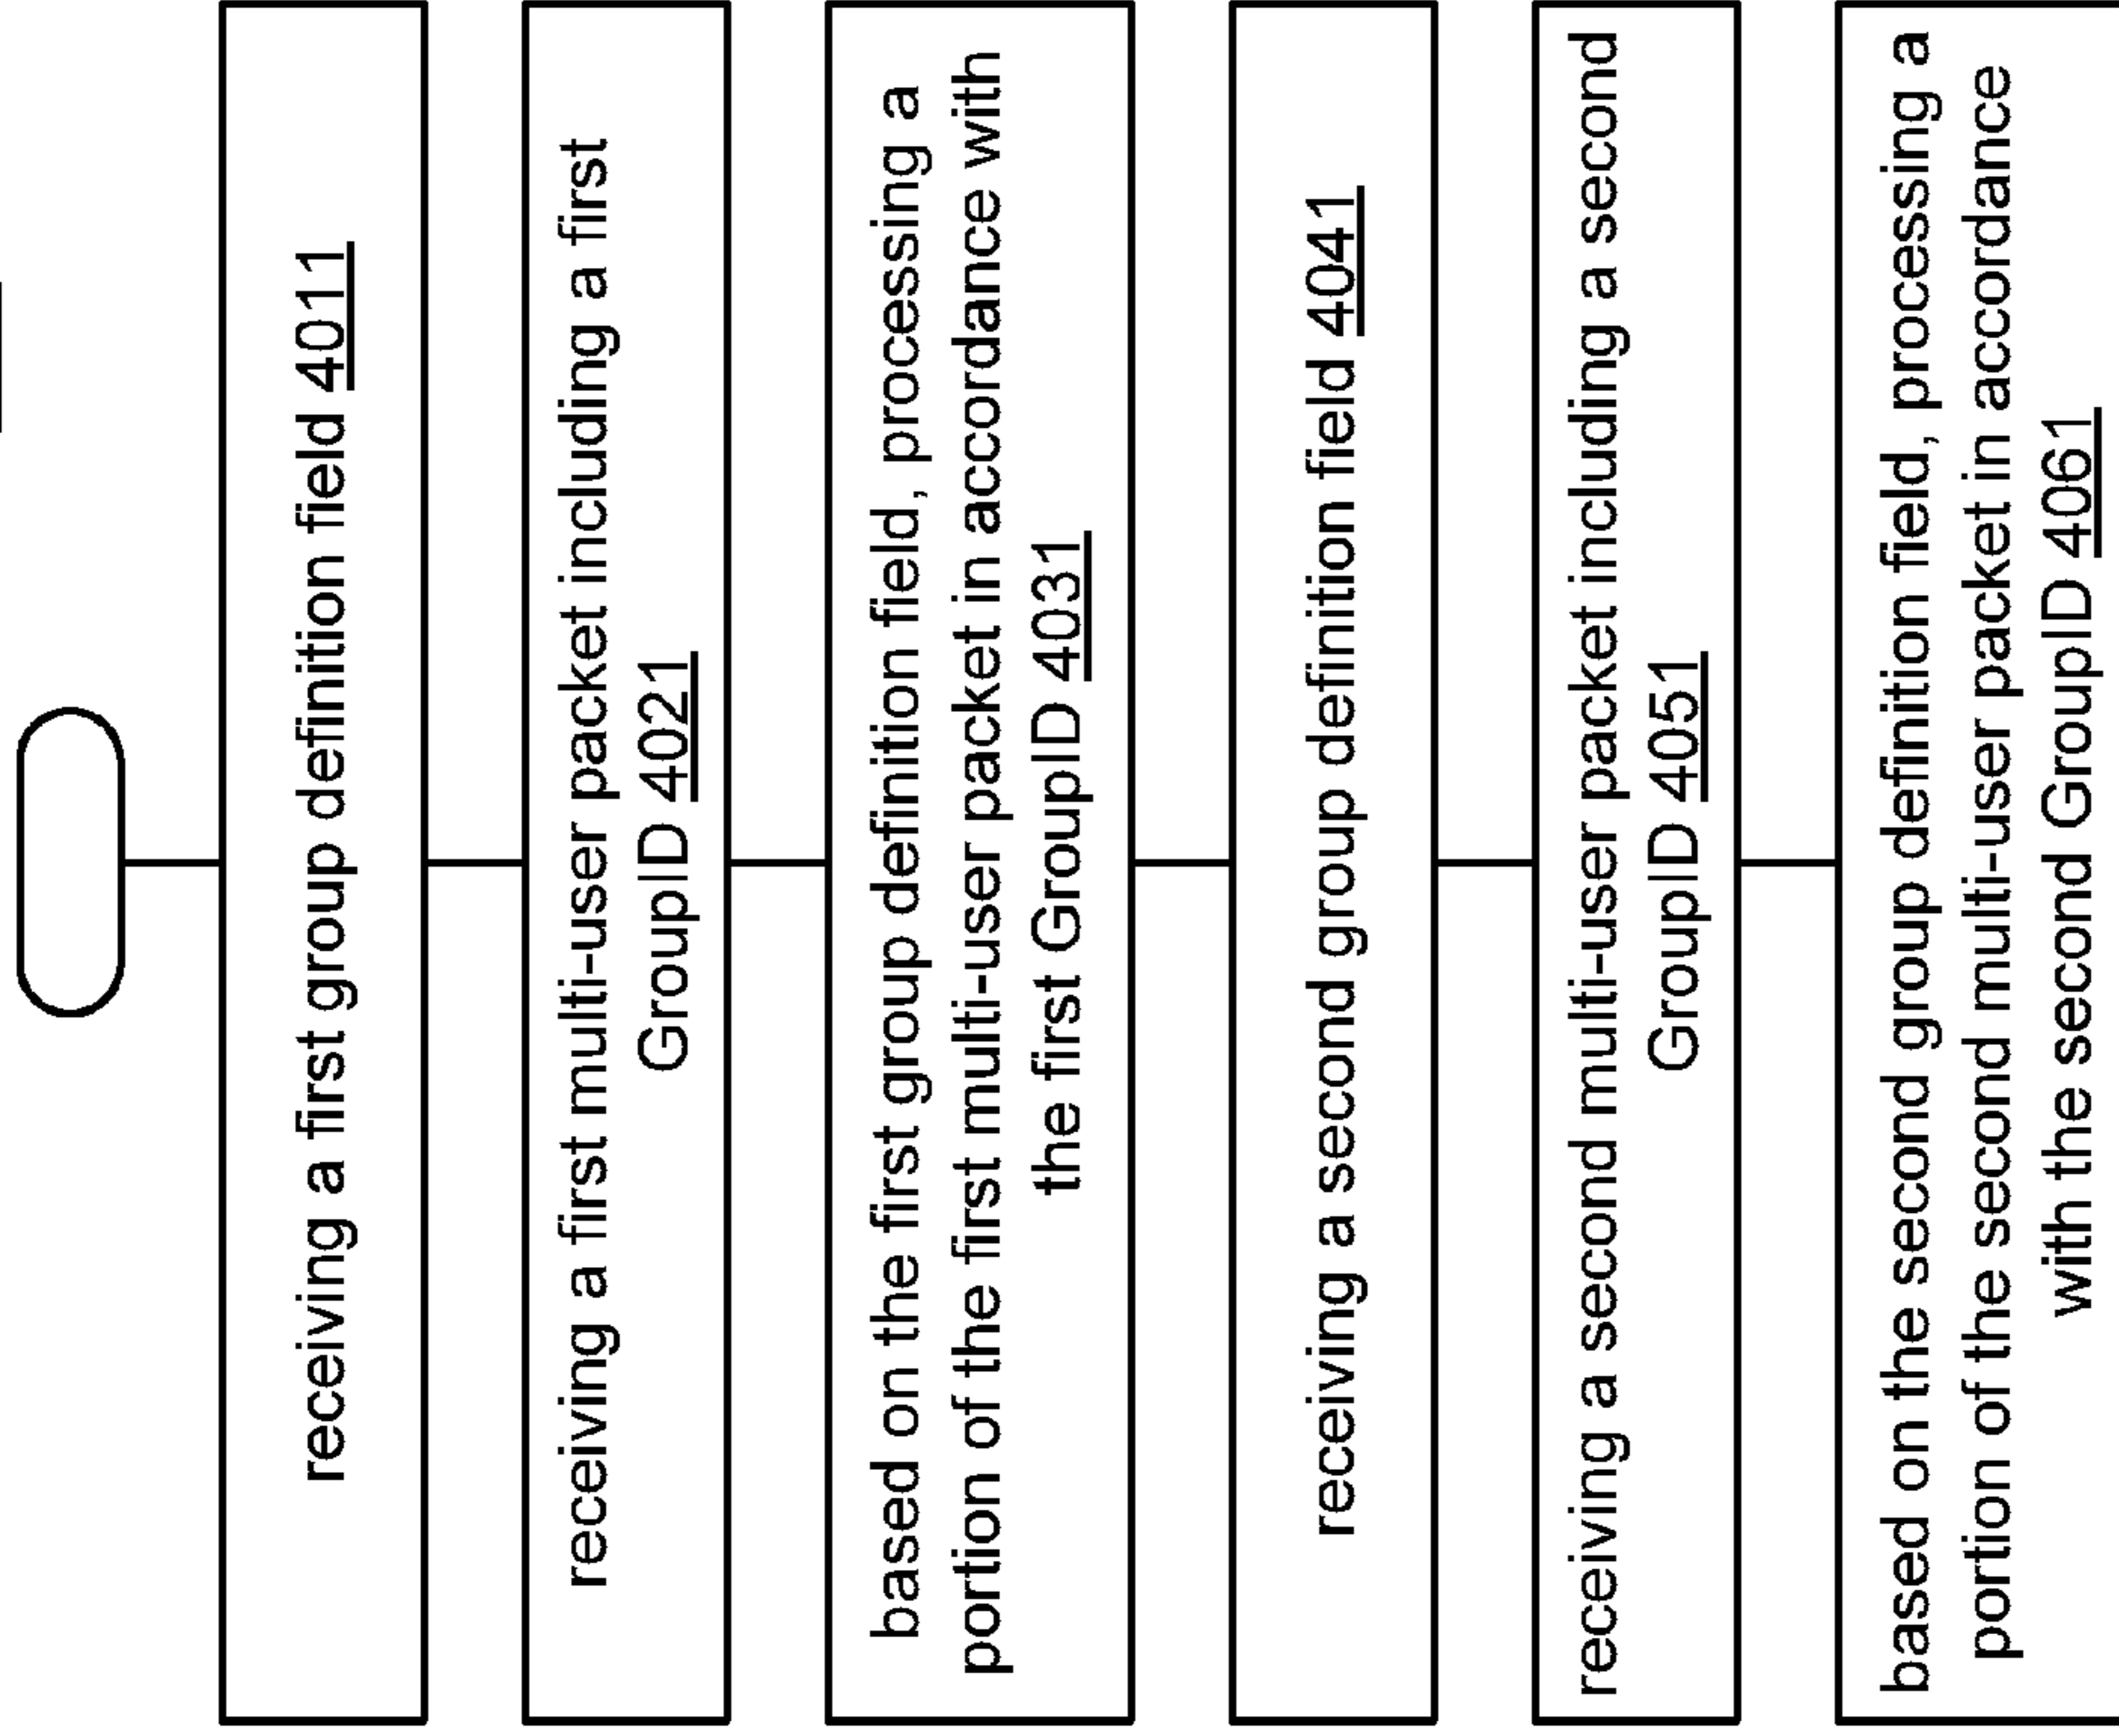 receiving a first group definition field 4011
receiving a first multi-user packet including a first
GroupID 4021
based on the first group definition field, processing a
portion of the first multi-user packet in accordance with
the first GroupID 4031
receiving a second group definition field 4041
receiving a second multi-user packet including a second
GroupID 4051
based on the second group definition field, processing a
portion of the second multi-user packet in accordance
with the second GroupID 4061